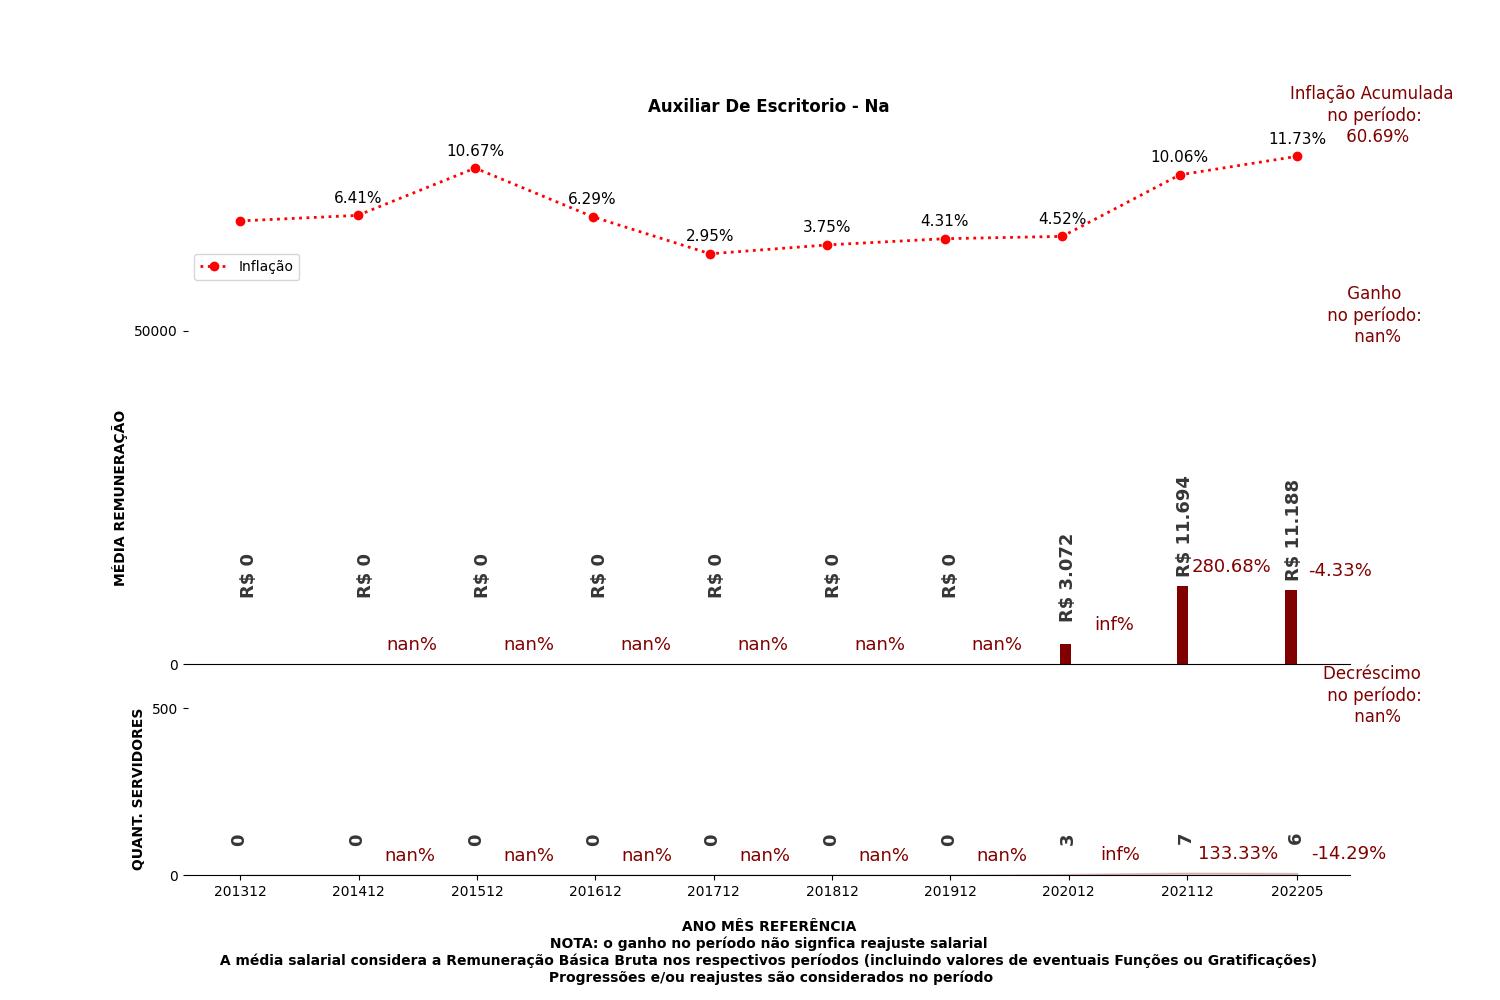 Auxiliar De Escritorio - Na
Inflação Acumulada
no período:
60.69%
6.41%
10.67%
6.29%
2.95%
3.75%
4.31%
4.52%
10.06%
11.73%
Inflação
Ganho
no período:
nan%
50000
0
MÉDIA REMUNERAÇÃO
R$ 0
R$ 0
R$ 0
R$ 0
R$ 0
R$ 0
R$ 0
R$ 3.072
R$ 11.694
R$ 11.188
nan%
nan%
nan%
nan%
nan%
nan%
inf%
280.68%
-4.33%
Decréscimo
no período:
nan%
500
0
QUANT. SERVIDORES
0
0
0
0
0
0
0
3
7
6
nan%
nan%
nan%
nan%
nan%
nan%
inf%
133.33%
-14.29%
201312
201412
201512
201612
201712
201812
201912
202012
202112
202205
ANO MÊS REFERÊNCIA
NOTA: o ganho no período não signfica reajuste salarial
A média salarial considera a Remuneração Básica Bruta nos respectivos períodos (incluindo valores de eventuais Funções ou Gratificações)
Progressões e/ou reajustes são considerados no período